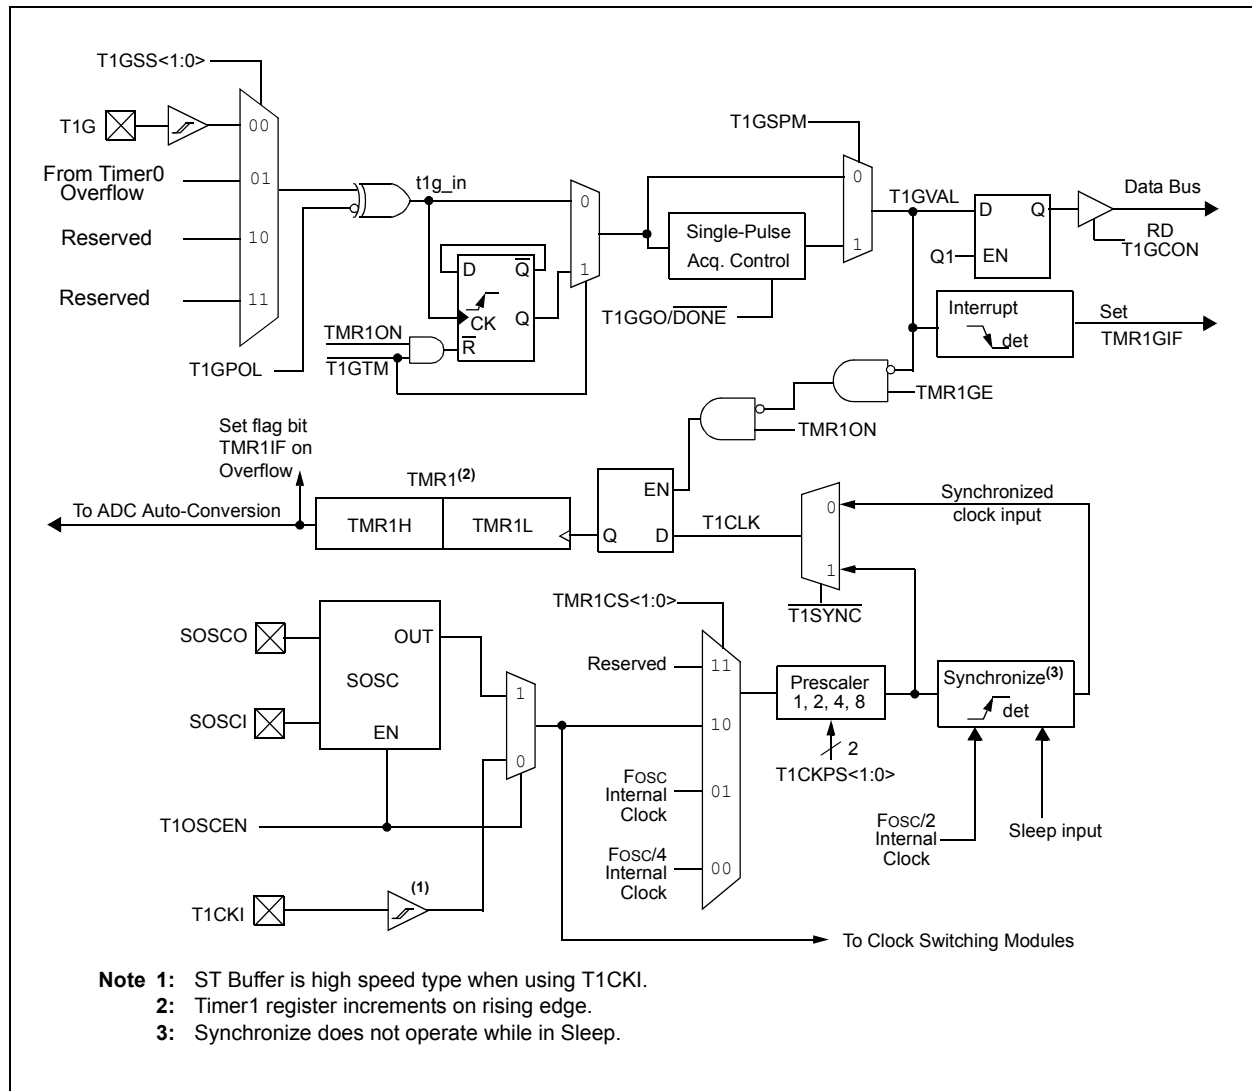 T1GSS<1:0>
T1G
00
From Timer0
Overflow
01
Reserved
10
Reserved
11
T1GPOL
t1g_in
0
1
D
Q
CK
Q
R
TMR1ON
T1GTM
T1GSPM
0
1
Single-Pulse
Acq. Control
T1GGO/DONE
T1GVAL
D
Q
Q1
EN
Data Bus
RD
T1GCON
Interrupt
det
Set
TMR1GIF
TMR1GE
TMR1ON
Set flag bit
TMR1IF on
Overflow
TMR1(2)
To ADC Auto-Conversion
TMR1H
TMR1L
EN
Q
D
T1CLK
0
1
T1SYNC
Synchronized
clock input
SOSCO
SOSCI
OUT
SOSC
EN
1
0
T1OSCEN
T1CKI
(1)
TMR1CS<1:0>
Reserved
11
10
FOSC
Internal
Clock
01
FOSC/4
Internal
Clock
00
Prescaler
1, 2, 4, 8
2
T1CKPS<1:0>
Synchronize(3)
det
FOSC/2
Internal
Clock
Sleep input
To Clock Switching Modules
Note 1: ST Buffer is high speed type when using T1CKI.
2: Timer1 register increments on rising edge.
3: Synchronize does not operate while in Sleep.